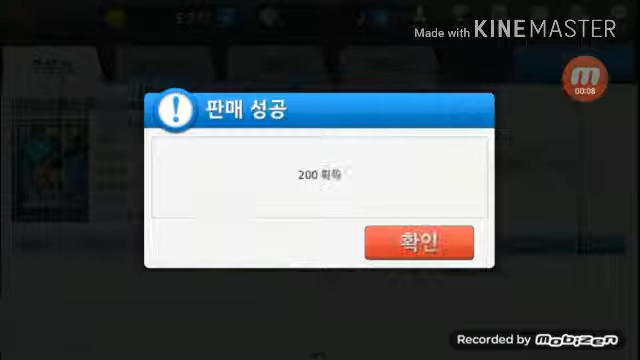 Made with KINEMASTER
00:08
판매 성공
200 획득
확인
Recorded by mobizen